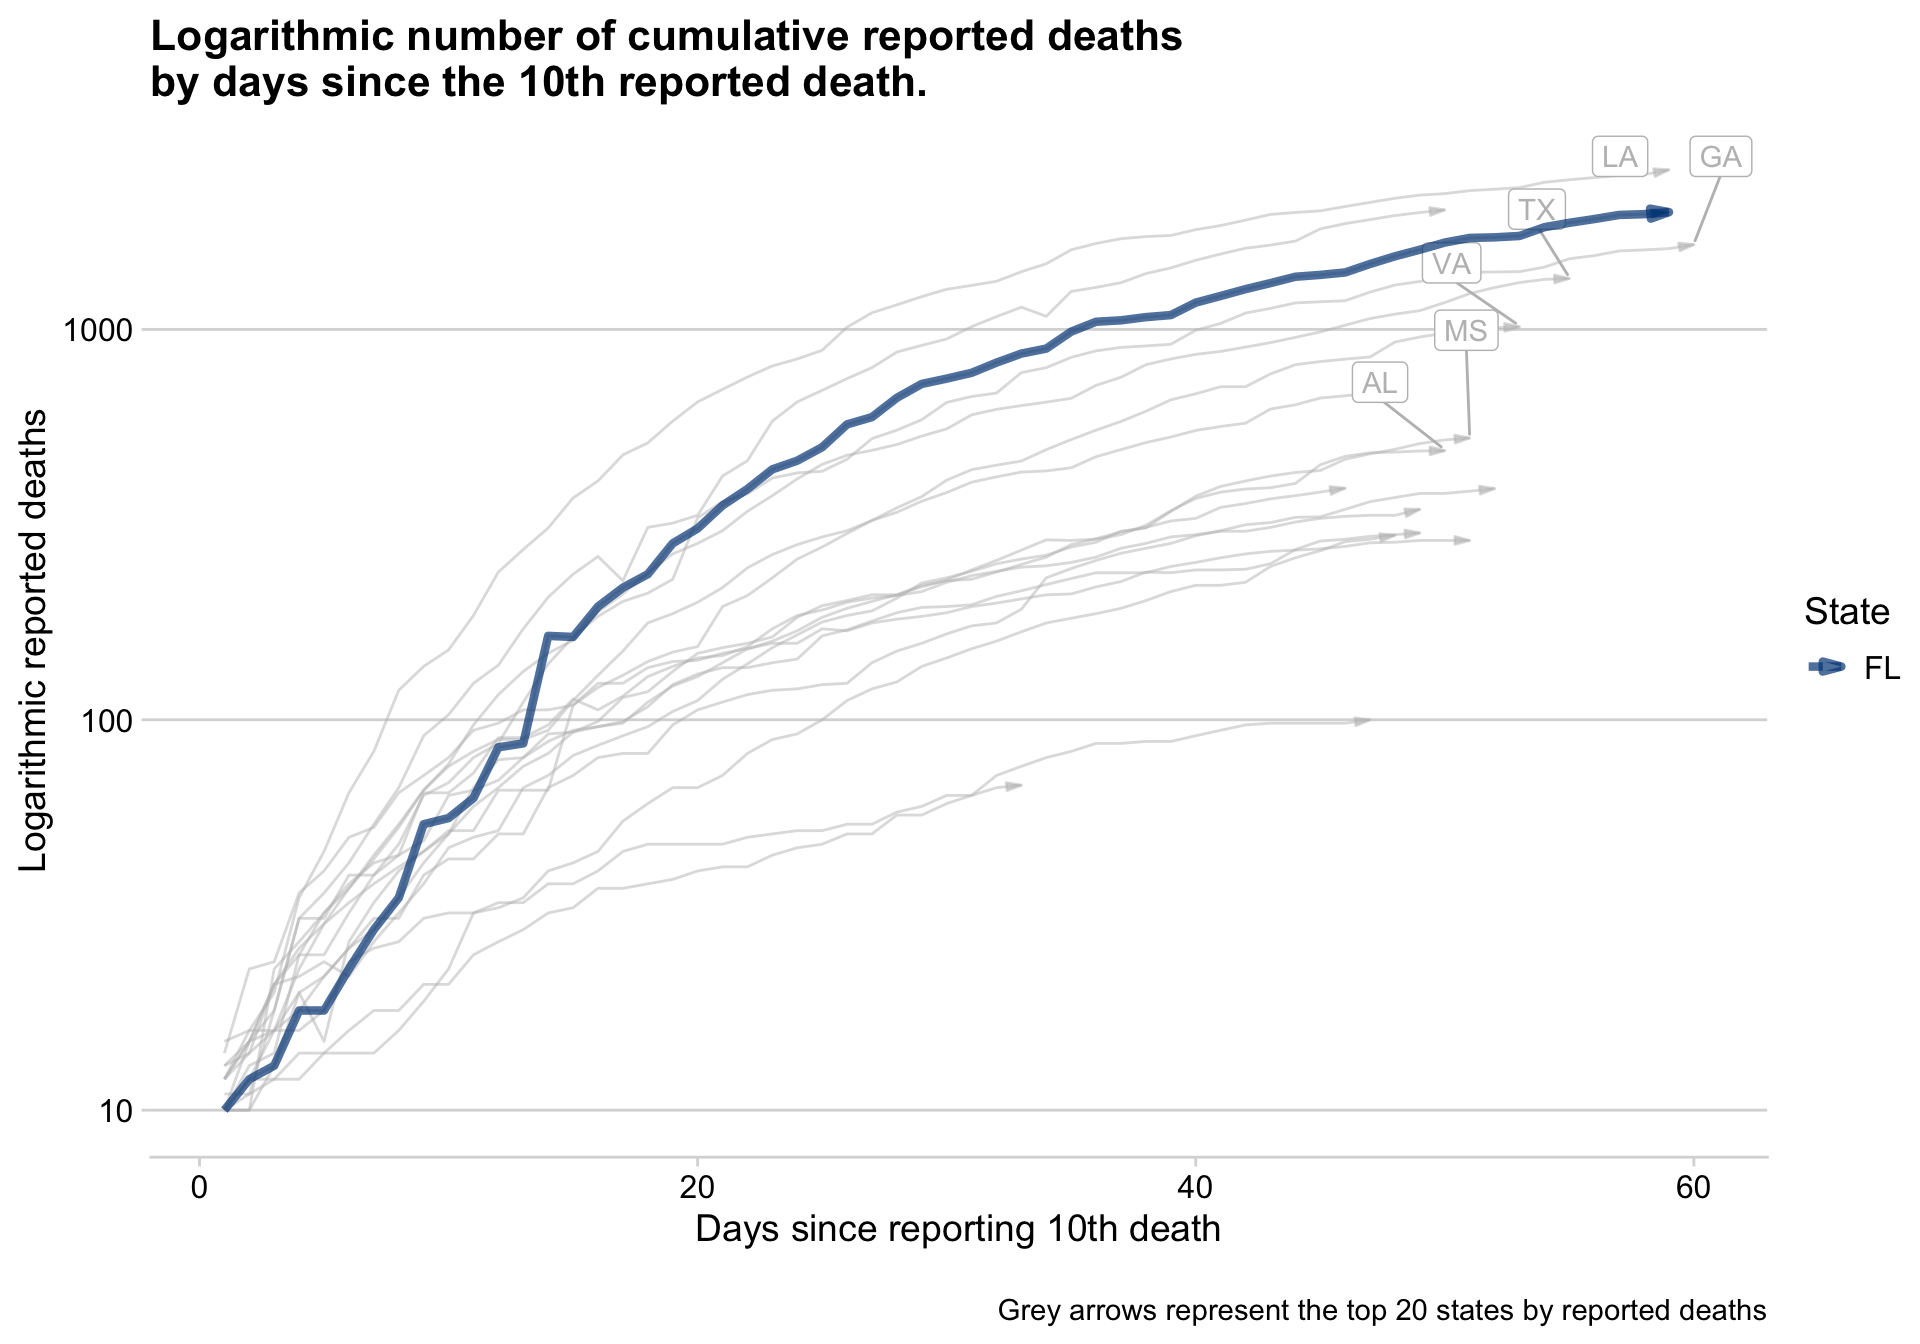 Logarithmic number of cumulative reported deaths
by days since the 10th reported death.
LA
GA
TX
VA
MS
AL
1000
100
10
Logarithmic reported deaths
State
FL
0
20
40
60
Days since reporting 10th death
Grey arrows represent the top 20 states by reported deaths